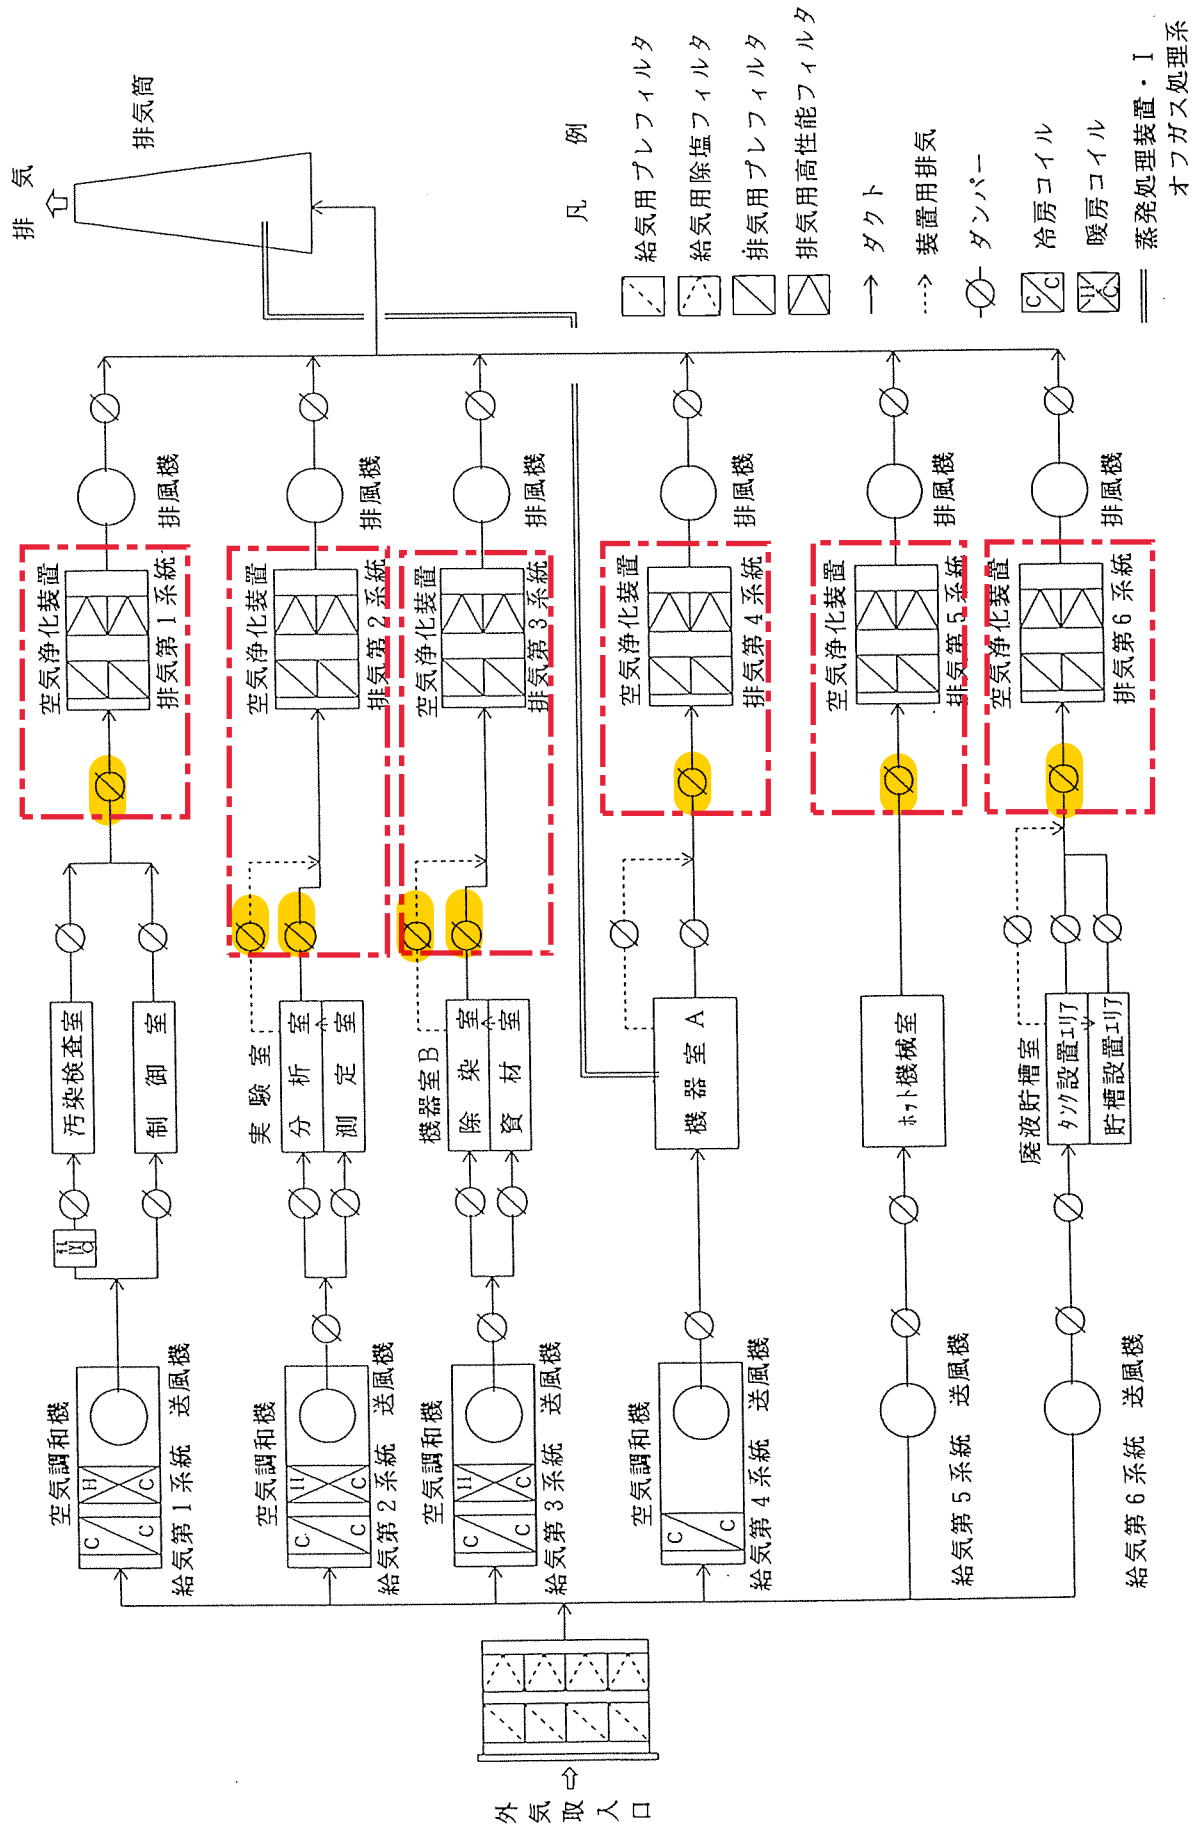 外気取入口
空気調和機
C
C
H
C
給気第1系統 送風機
空気調和機
C
C
H
C
給気第2系統 送風機
空気調和機
C
C
H
C
給気第3系統 送風機
空気調和機
C
C
給気第4系統 送風機
給気第5系統 送風機
給気第6系統 送風機
H
C
汚染検査室
制御室
実験室
分析室
測定室
機器室B
除染室
資材室
機器室A
ホット機械室
廃液貯槽室
タンク設置エリア
貯槽設置エリア
空気浄化装置
排気第1系統
排風機
空気浄化装置
排気第2系統
排風機
空気浄化装置
排気第3系統
排風機
空気浄化装置
排気第4系統
排風機
空気浄化装置
排気第5系統
排風機
空気浄化装置
排気第6系統
排風機
排気
排気筒
凡例
給気用プレフィルタ
給気用除塩フィルタ
排気用プレフィルタ
排気用高性能フィルタ
ダクト
装置用排気
ダンパー
C
C
冷房コイル
H
C
暖房コイル
蒸発処理装置・I
オフガス処理系